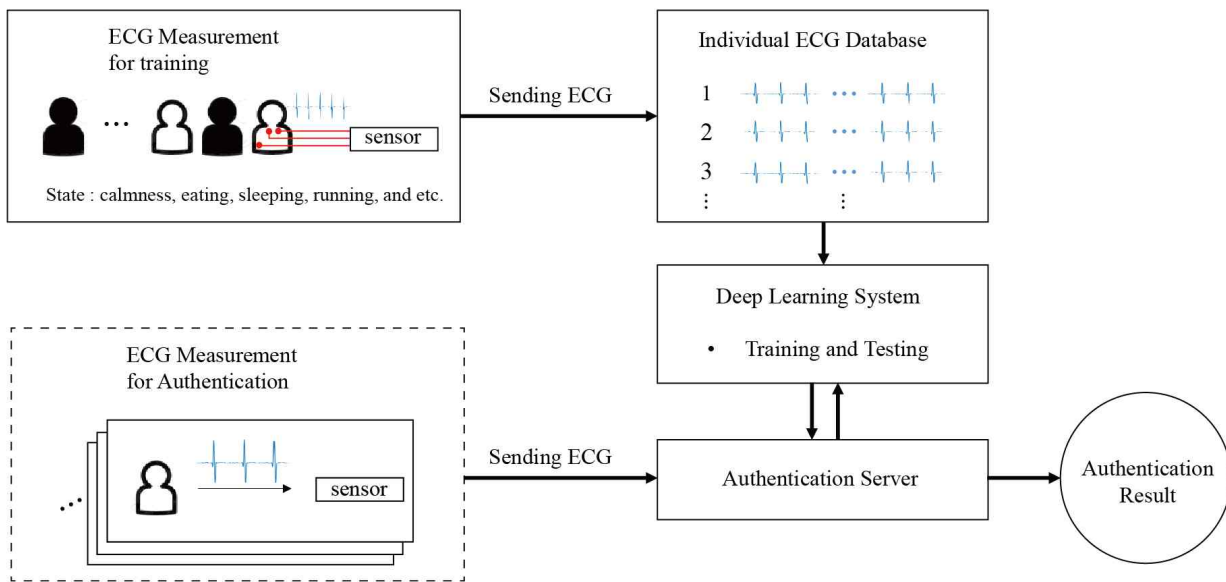 ECG Measurement
for training
sensor
State : calmness, eating, sleeping, running, and etc.
Sending ECG
Individual ECG Database
1
2
3
Deep Learning System
• Training and Testing
ECG Measurement
for Authentication
sensor
Sending ECG
Authentication Server
Authentication
Result